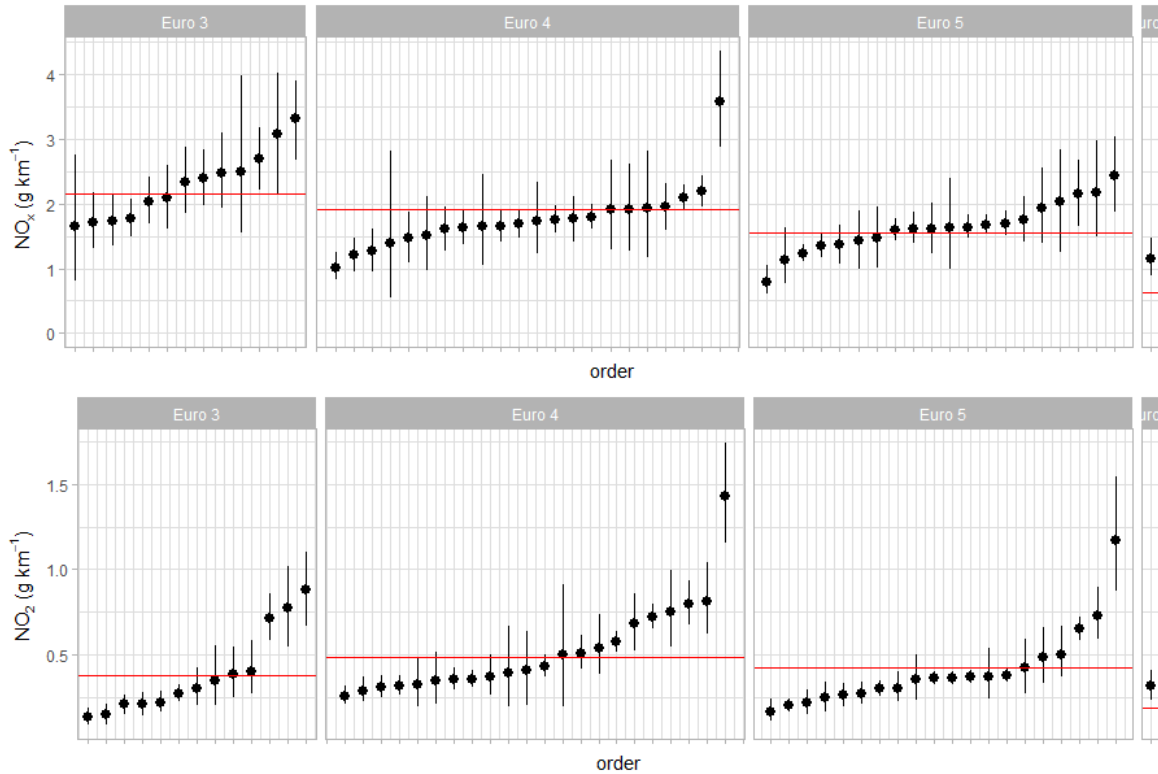 Euro 3 Euro 4 Euro 5
4
3
2
1
0
NOₓ (g km⁻¹)
order
Euro 3 Euro 4 Euro 5
1.5
1.0
0.5
NO₂ (g km⁻¹)
order